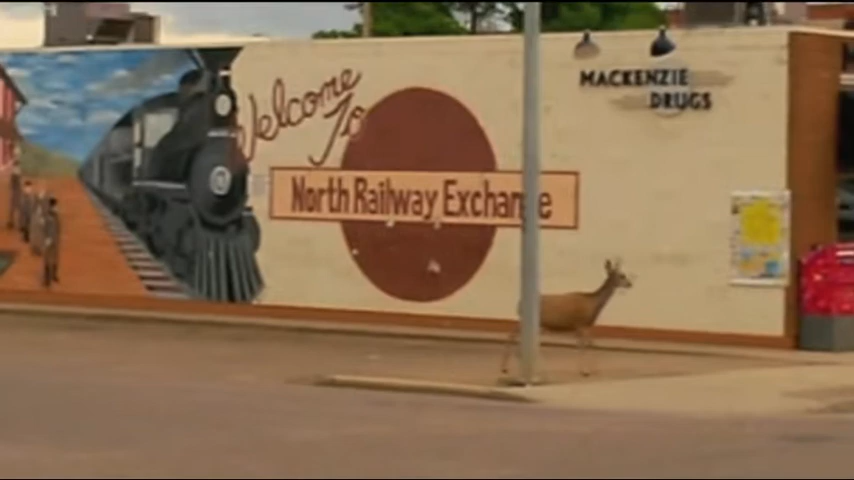 Welcome
To
North Railway Exchange
MACKENZIE
DRUGS